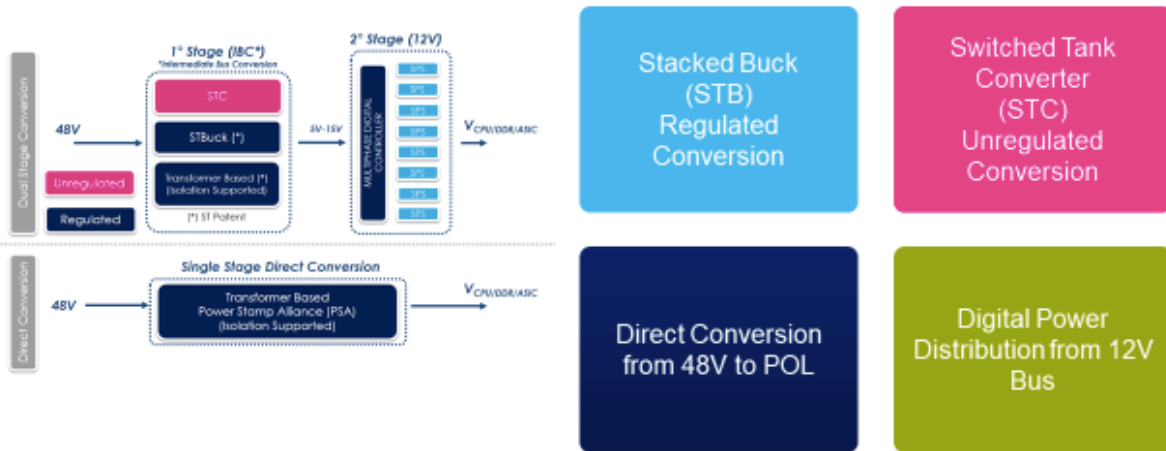 Dual Stage Conversion
1° Stage (IBC*)
*Intermediate Bus Conversion
STC
STBuck (*)
Transformer Based (*)
(Isolation Supported)
(*) ST Patent
48V
Unregulated
Regulated
5V-15V
2° Stage (12V)
MULTIPHASE DIGITAL
CONTROLLER
SPS
SPS
SPS
SPS
SPS
SPS
SPS
SPS
VCPU/DDR/ASIC
Direct Conversion
Single Stage Direct Conversion
48V
Transformer Based
Power Stamp Alliance (PSA)
(Isolation Supported)
VCPU/DDR/ASIC
Stacked Buck
(STB)
Regulated
Conversion
Switched Tank
Converter
(STC)
Unregulated
Conversion
Direct Conversion
from 48V to POL
Digital Power
Distribution from 12V
Bus